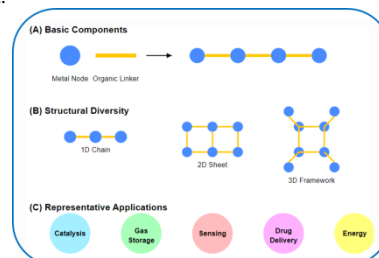 (A) Basic Components
Metal Node Organic Linker
(B) Structural Diversity
1D Chain
2D Sheet
3D Framework
(C) Representative Applications
Catalysis
Gas
Storage
Sensing
Drug
Delivery
Energy